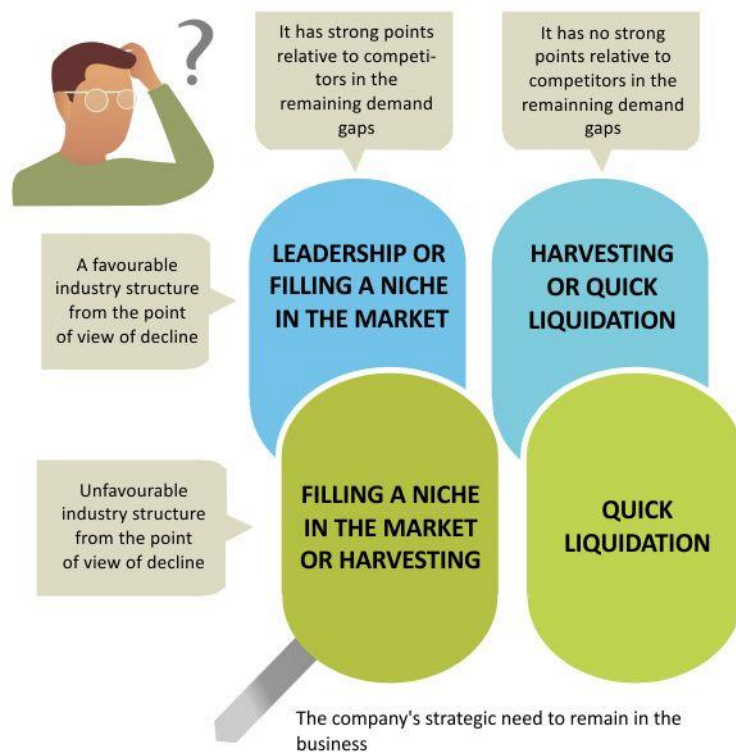 ?
It has strong points
relative to competi-
tors in the
remaining demand
gaps
It has no strong
points relative to
competitors in the
remainning demand
gaps
A favourable
industry structure
from the point
of view of decline
LEADERSHIP OR
FILLING A NICHE
IN THE MARKET
HARVESTING
OR QUICK
LIQUIDATION
Unfavourable
industry structure
from the point
of view of decline
FILLING A NICHE
IN THE MARKET
OR HARVESTING
QUICK
LIQUIDATION
The company's strategic need to remain in the
business